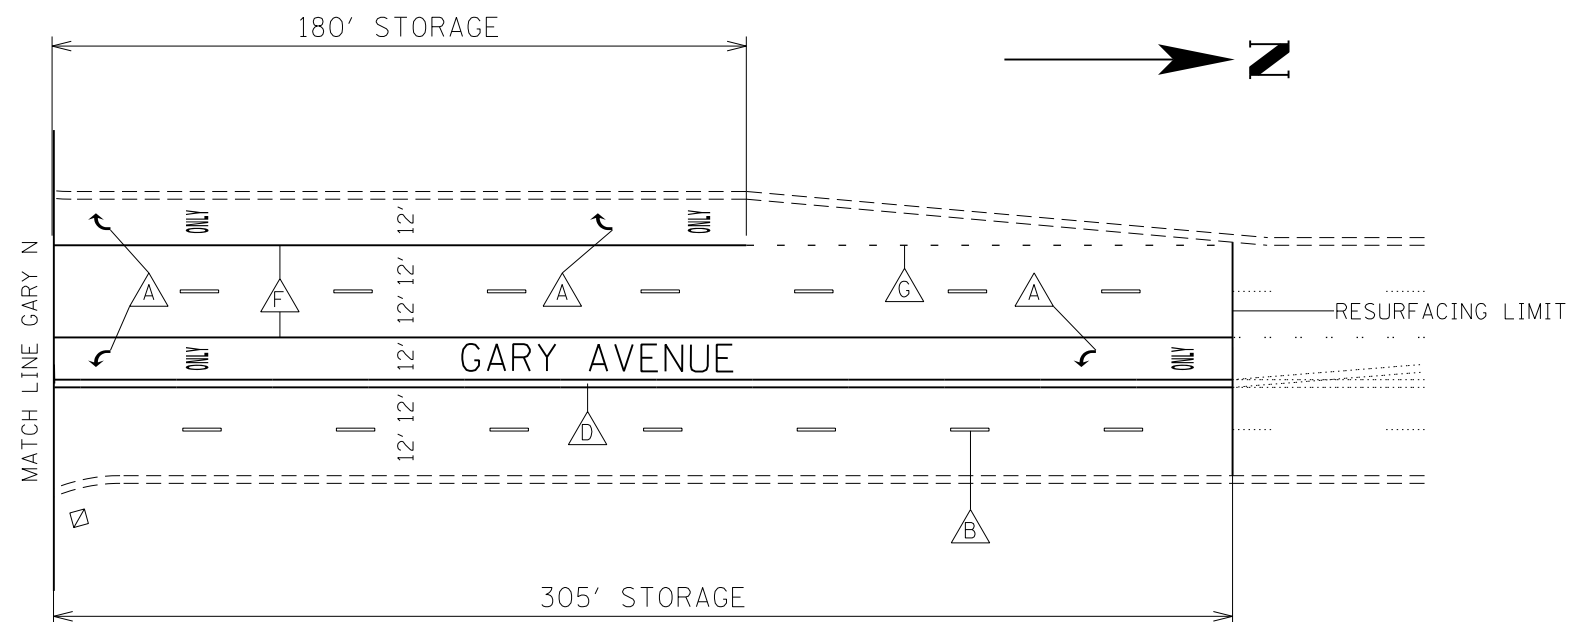 180' STORAGE
N
ONLY
12'
ONLY
MATCH LINE GARY N
A
F
12' 12'
A
G
A
RESURFACING LIMIT
ONLY
12'
GARY AVENUE
ONLY
12' 12'
D
B
305' STORAGE